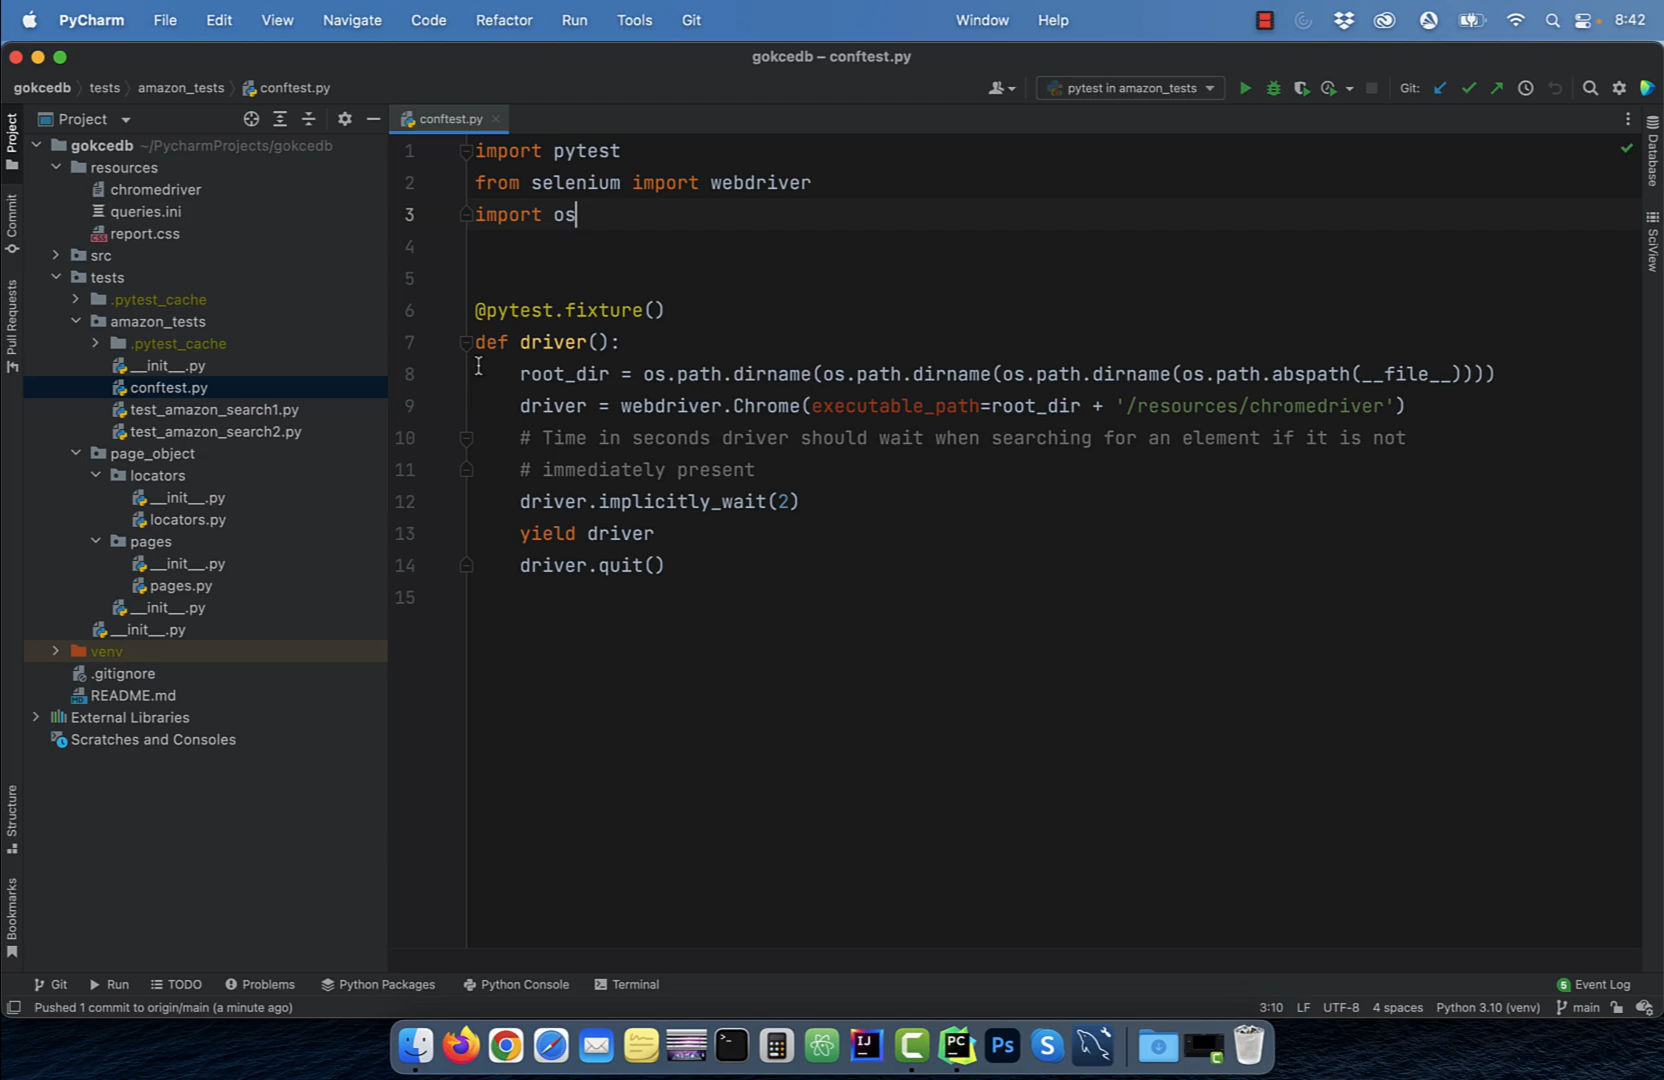 PyCharm File Edit View Navigate Code Refactor Run Tools Git Window Help 8:42
gokcedb – conftest.py
gokcedb tests amazon_tests conftest.py pytest in amazon_tests Git:
Project conftest.py
gokcedb ~/PycharmProjects/gokcedb
resources
chromedriver
queries.ini
report.css
src
tests
.pytest_cache
amazon_tests
.pytest_cache
__init__.py
conftest.py
test_amazon_search1.py
test_amazon_search2.py
page_object
locators
__init__.py
locators.py
pages
__init__.py
pages.py
__init__.py
__init__.py
venv
.gitignore
README.md
External Libraries
Scratches and Consoles
1 import pytest
2 from selenium import webdriver
3 import os
4
5
6 @pytest.fixture()
7 def driver():
8 root_dir = os.path.dirname(os.path.dirname(os.path.dirname(os.path.abspath(__file__))))
9 driver = webdriver.Chrome(executable_path=root_dir + '/resources/chromedriver')
10 # Time in seconds driver should wait when searching for an element if it is not
11 # immediately present
12 driver.implicitly_wait(2)
13 yield driver
14 driver.quit()
15
Project
Commit
Pull Requests
Structure
Bookmarks
Database
SciView
Git Run TODO Problems Python Packages Python Console Terminal 5 Event Log
Pushed 1 commit to origin/main (a minute ago) 3:10 LF UTF-8 4 spaces Python 3.10 (venv) main
IJ PC Ps